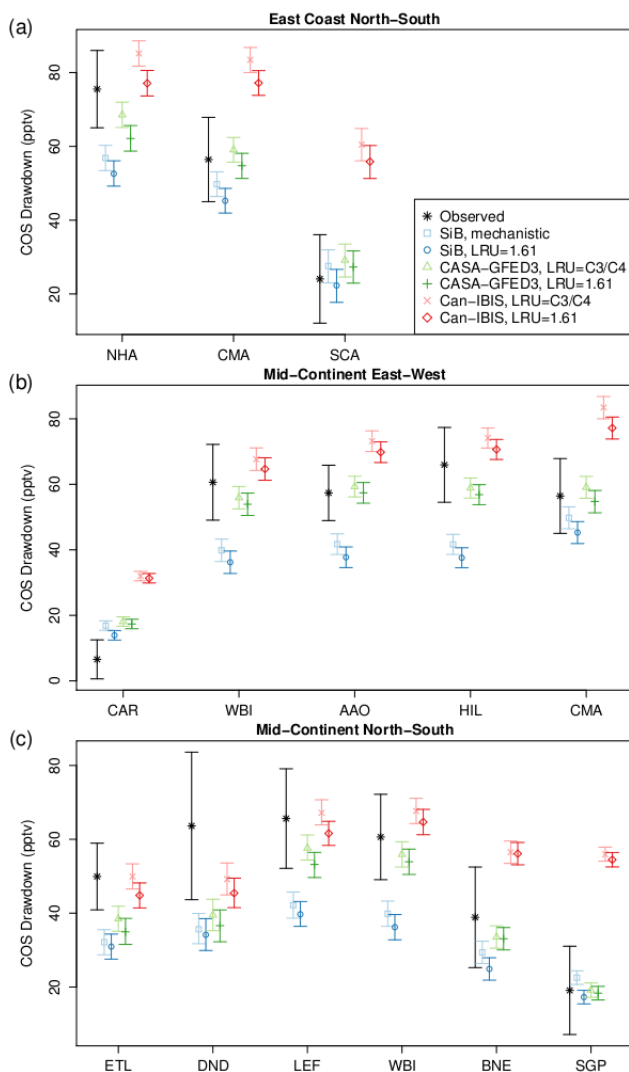 (a)
East Coast North−South
COS Drawdown (pptv)
80
60
40
20
NHA CMA SCA
Observed
SiB, mechanistic
SiB, LRU=1.61
CASA−GFED3, LRU=C3/C4
CASA−GFED3, LRU=1.61
Can−IBIS, LRU=C3/C4
Can−IBIS, LRU=1.61
(b)
Mid−Continent East−West
COS Drawdown (pptv)
80
60
40
20
0
CAR WBI AAO HIL CMA
(c)
Mid−Continent North−South
COS Drawdown (pptv)
80
60
40
20
ETL DND LEF WBI BNE SGP